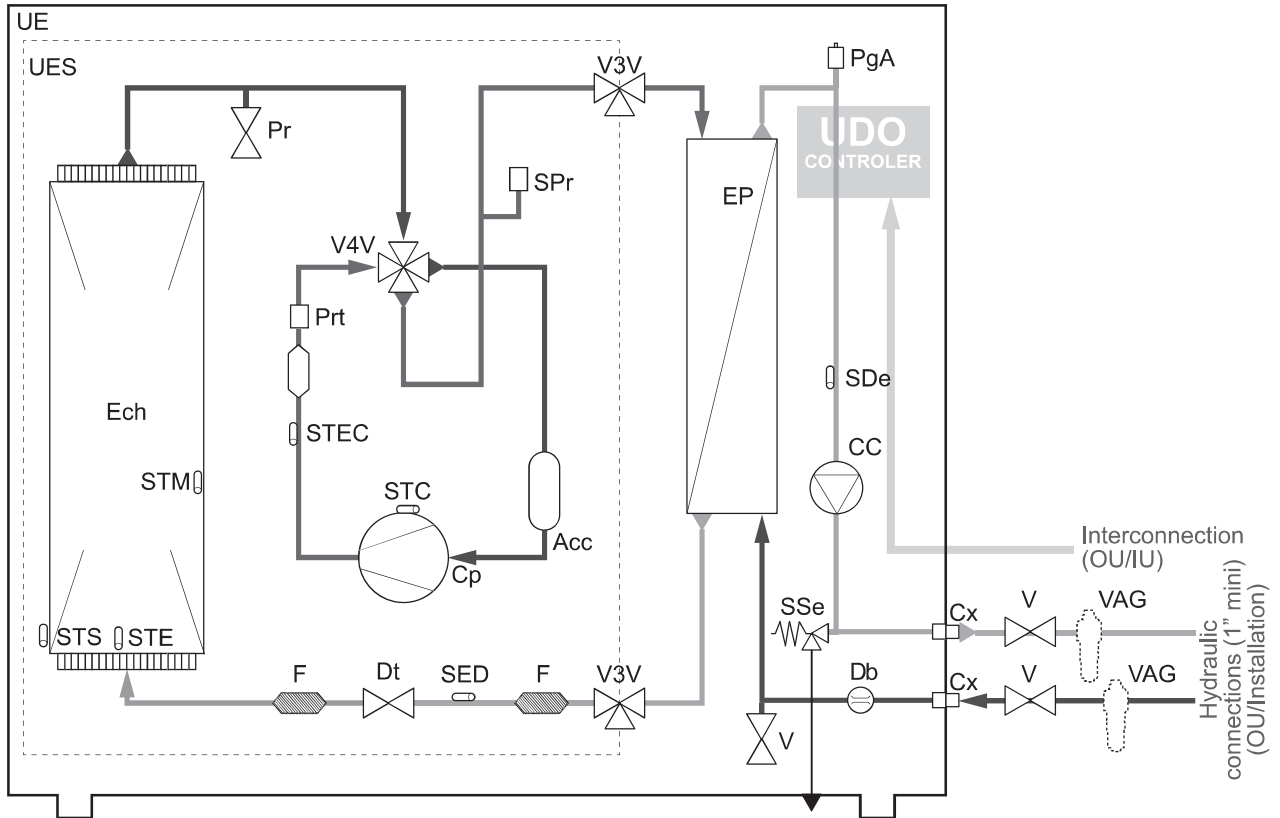 UE
UES
V3V
PgA
UDO
CONTROLER
Pr
SPr
EP
V4V
Prt
SDe
Ech
STEC
CC
STM
STC
Acc
Cp
Interconnection
(OU/IU)
SSe
Cx
V
VAG
STS
STE
F
Dt
SED
F
V3V
Db
Cx
V
VAG
V
Hydraulic
connections (1" mini)
(OU/Installation)